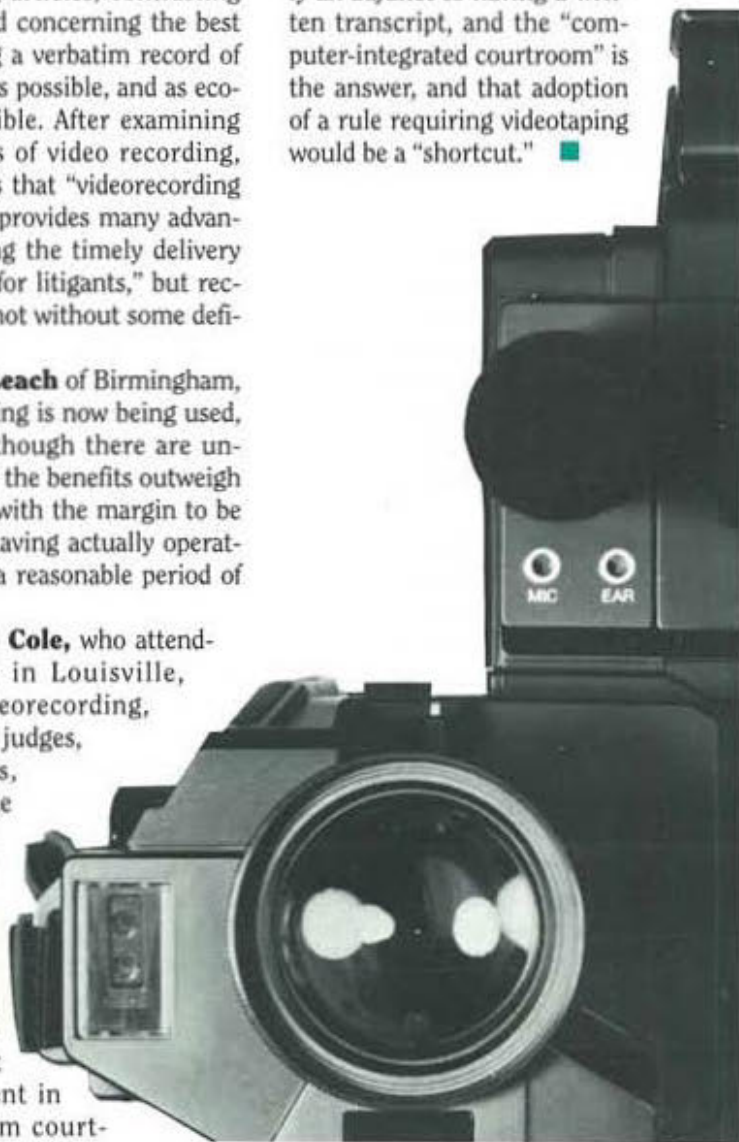 d concerning the best
g a verbatim record of
s possible, and as eco-
ible. After examining
s of video recording,
s that “videorecording
provides many advan-
ng the timely delivery
for litigants,” but rec-
not without some defi-
each of Birmingham,
ing is now being used,
though there are un-
the benefits outweigh
with the margin to be
aving actually operat-
a reasonable period of
Cole, who attend-
in Louisville,
eorecording,
judges,
s,
e
nt in
m court-
ten transcript, and the “com-
puter-integrated courtroom” is
the answer, and that adoption
of a rule requiring videotaping
would be a “shortcut.”
MIC EAR